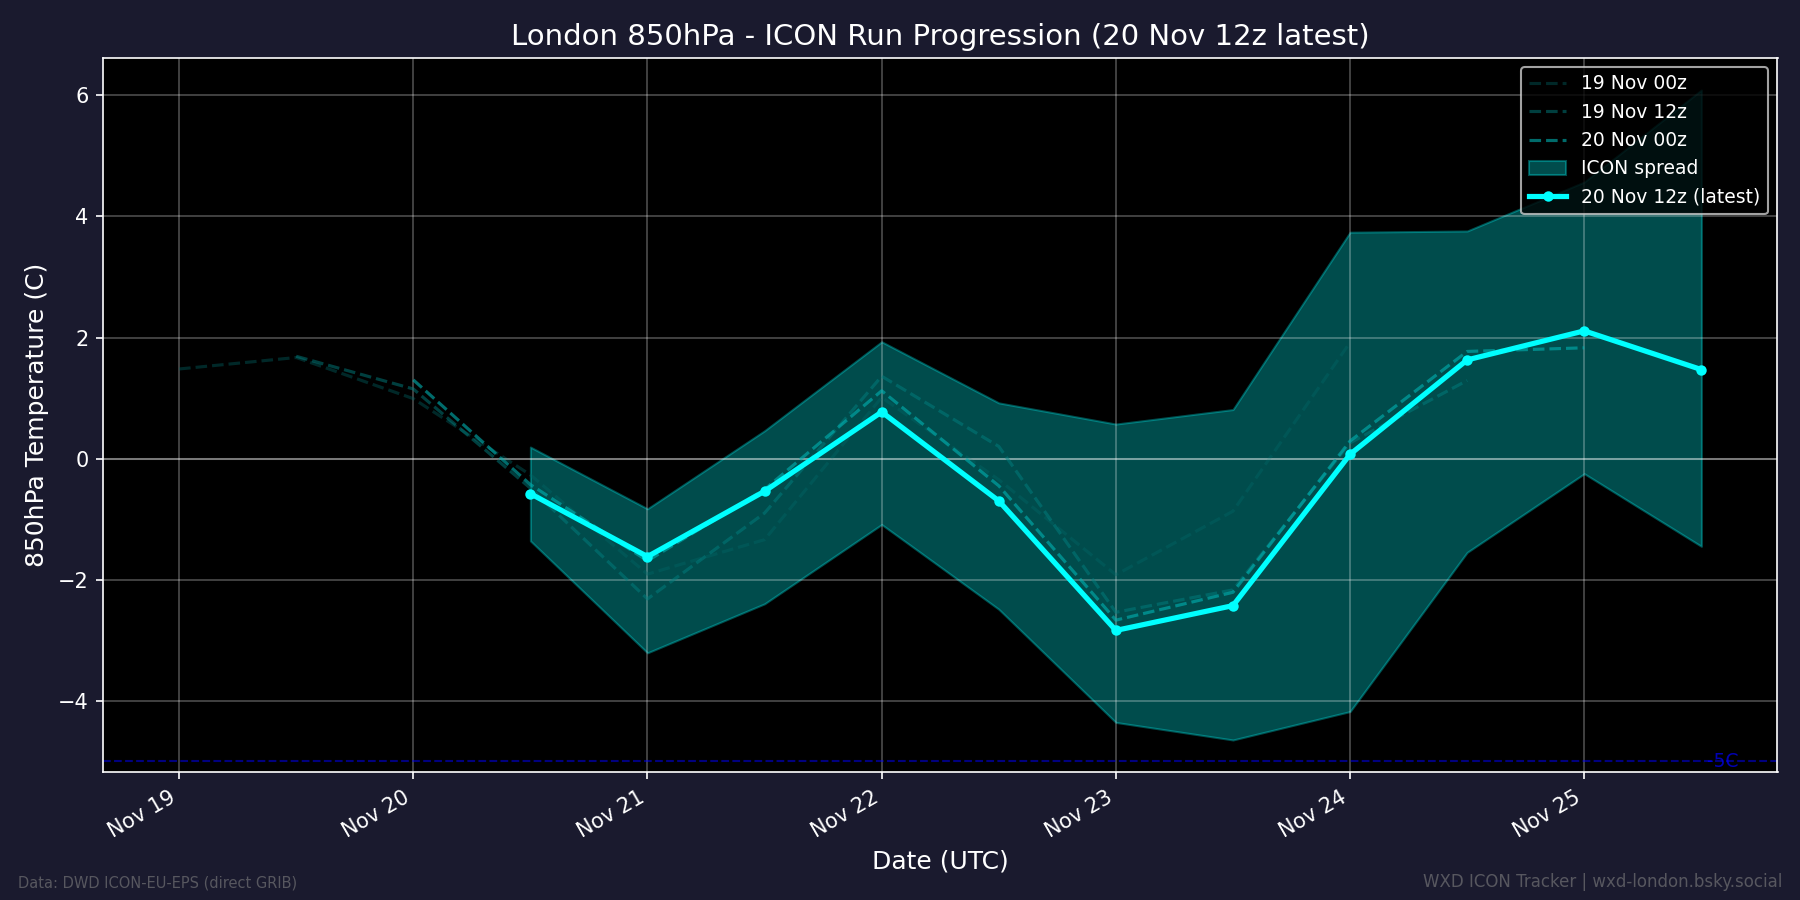 London 850hPa - ICON Run Progression (20 Nov 12z latest)
19 Nov 00z
19 Nov 12z
20 Nov 00z
ICON spread
20 Nov 12z (latest)
850hPa Temperature (C)
6
4
2
0
−2
−4
-5C
Nov 19
Nov 20
Nov 21
Nov 22
Nov 23
Nov 24
Nov 25
Date (UTC)
Data: DWD ICON-EU-EPS (direct GRIB)
WXD ICON Tracker | wxd-london.bsky.social